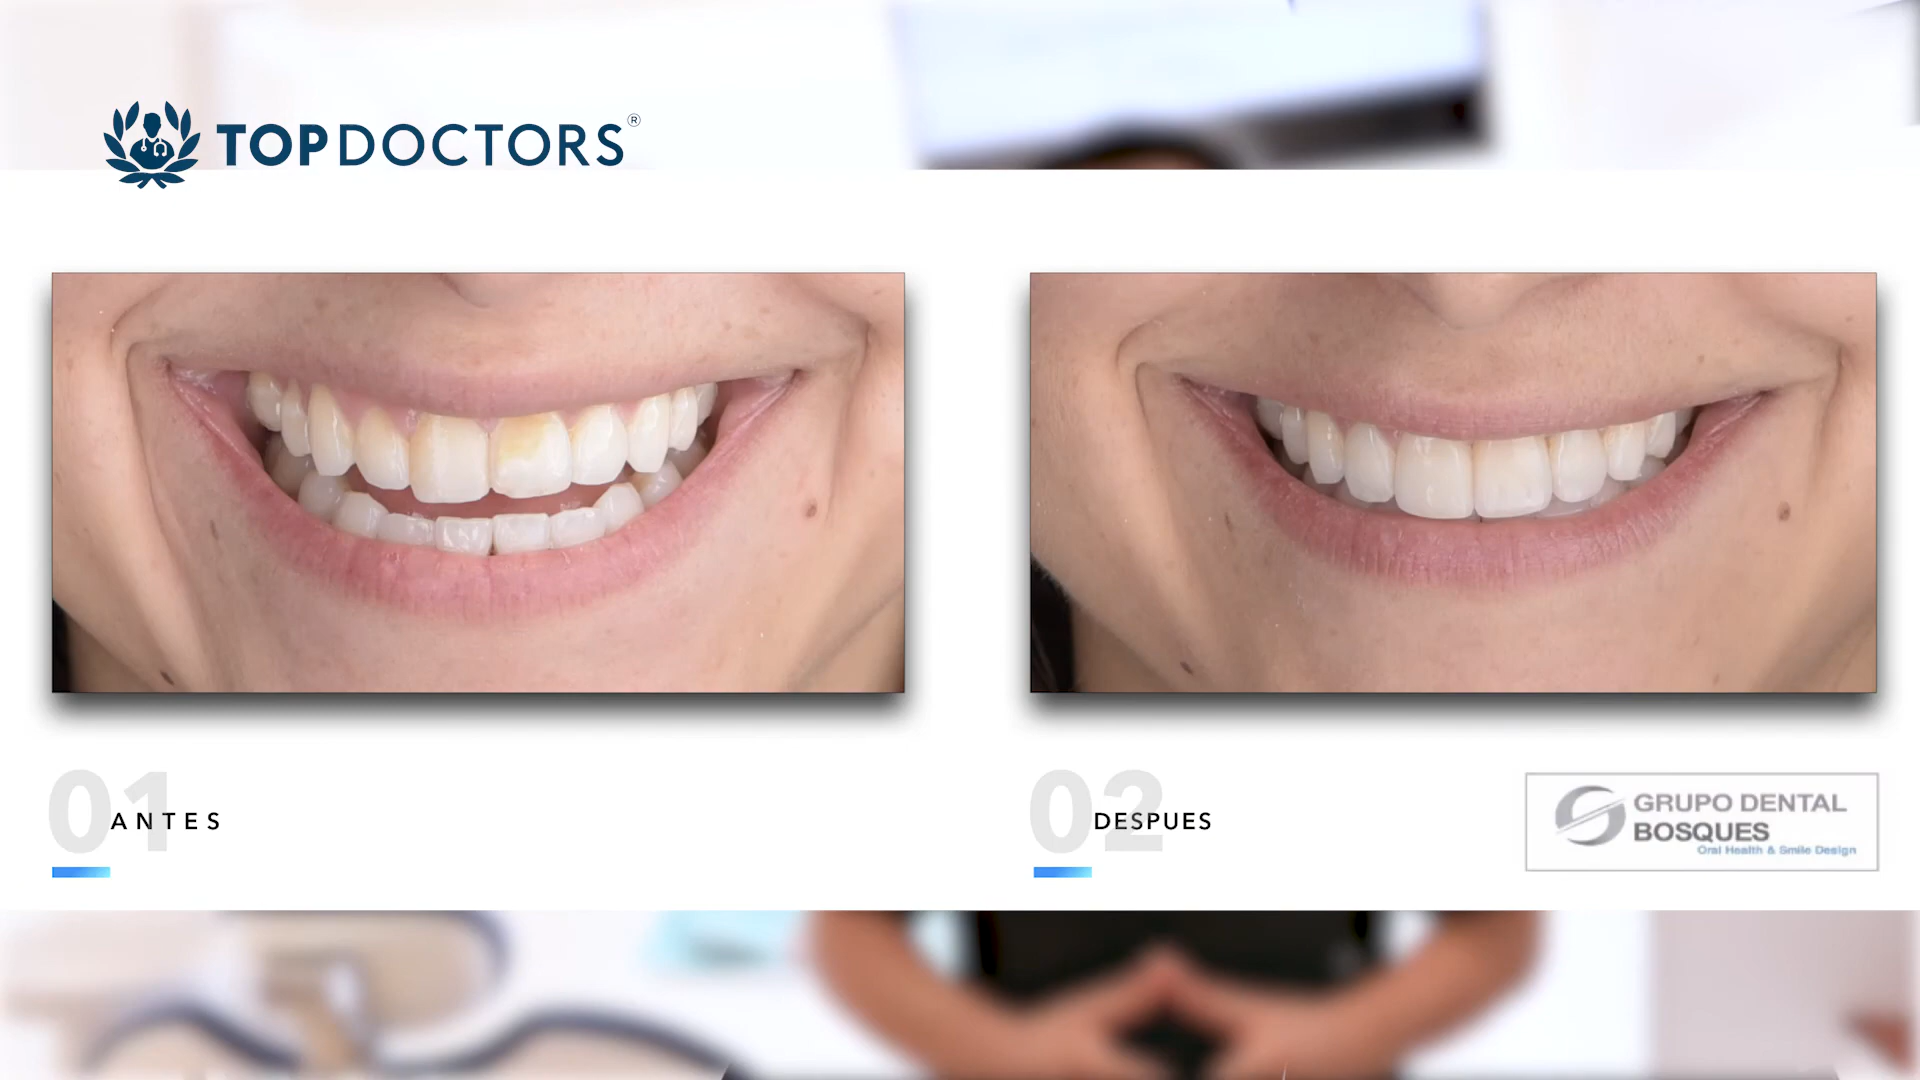 TOPDOCTORS®
01
ANTES
02
DESPUES
GRUPO DENTAL
BOSQUES
Oral Health & Smile Design